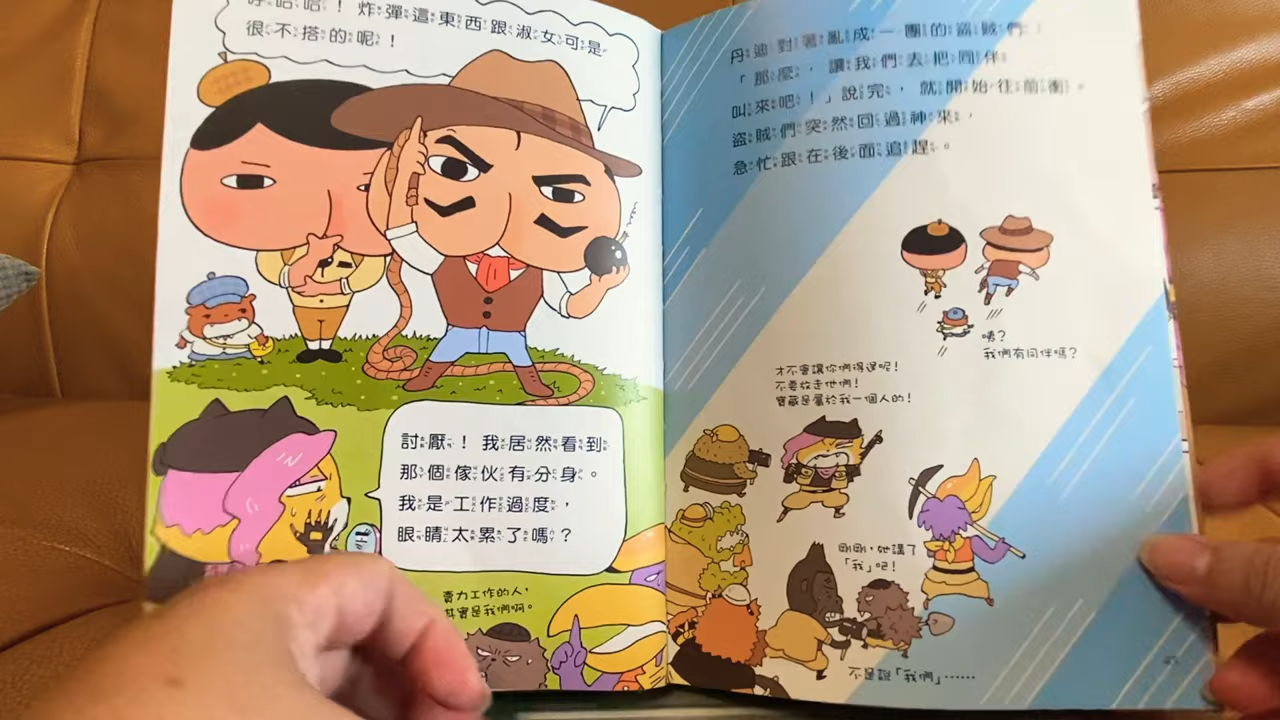 哼哈哈！炸彈這東西跟淑女可是
很不搭的呢！
討厭！我居然看到
那個傢伙有分身。
我是工作過度，
眼睛太累了嗎？
賣力工作的人，
其實是我們啊。
丹迪對著亂成一團的盜賊們：
「那麼，讓我們去把同伴
叫來吧！」說完，就開始往前衝。
盜賊們突然回過神來，
急忙跟在後面追趕。
咦？
我們有同伴嗎？
才不會讓你們得逞呢！
不要放走他們！
寶藏是屬於我一個人的！
剛剛，她講了
「我」吧！
不是說「我們」⋯⋯